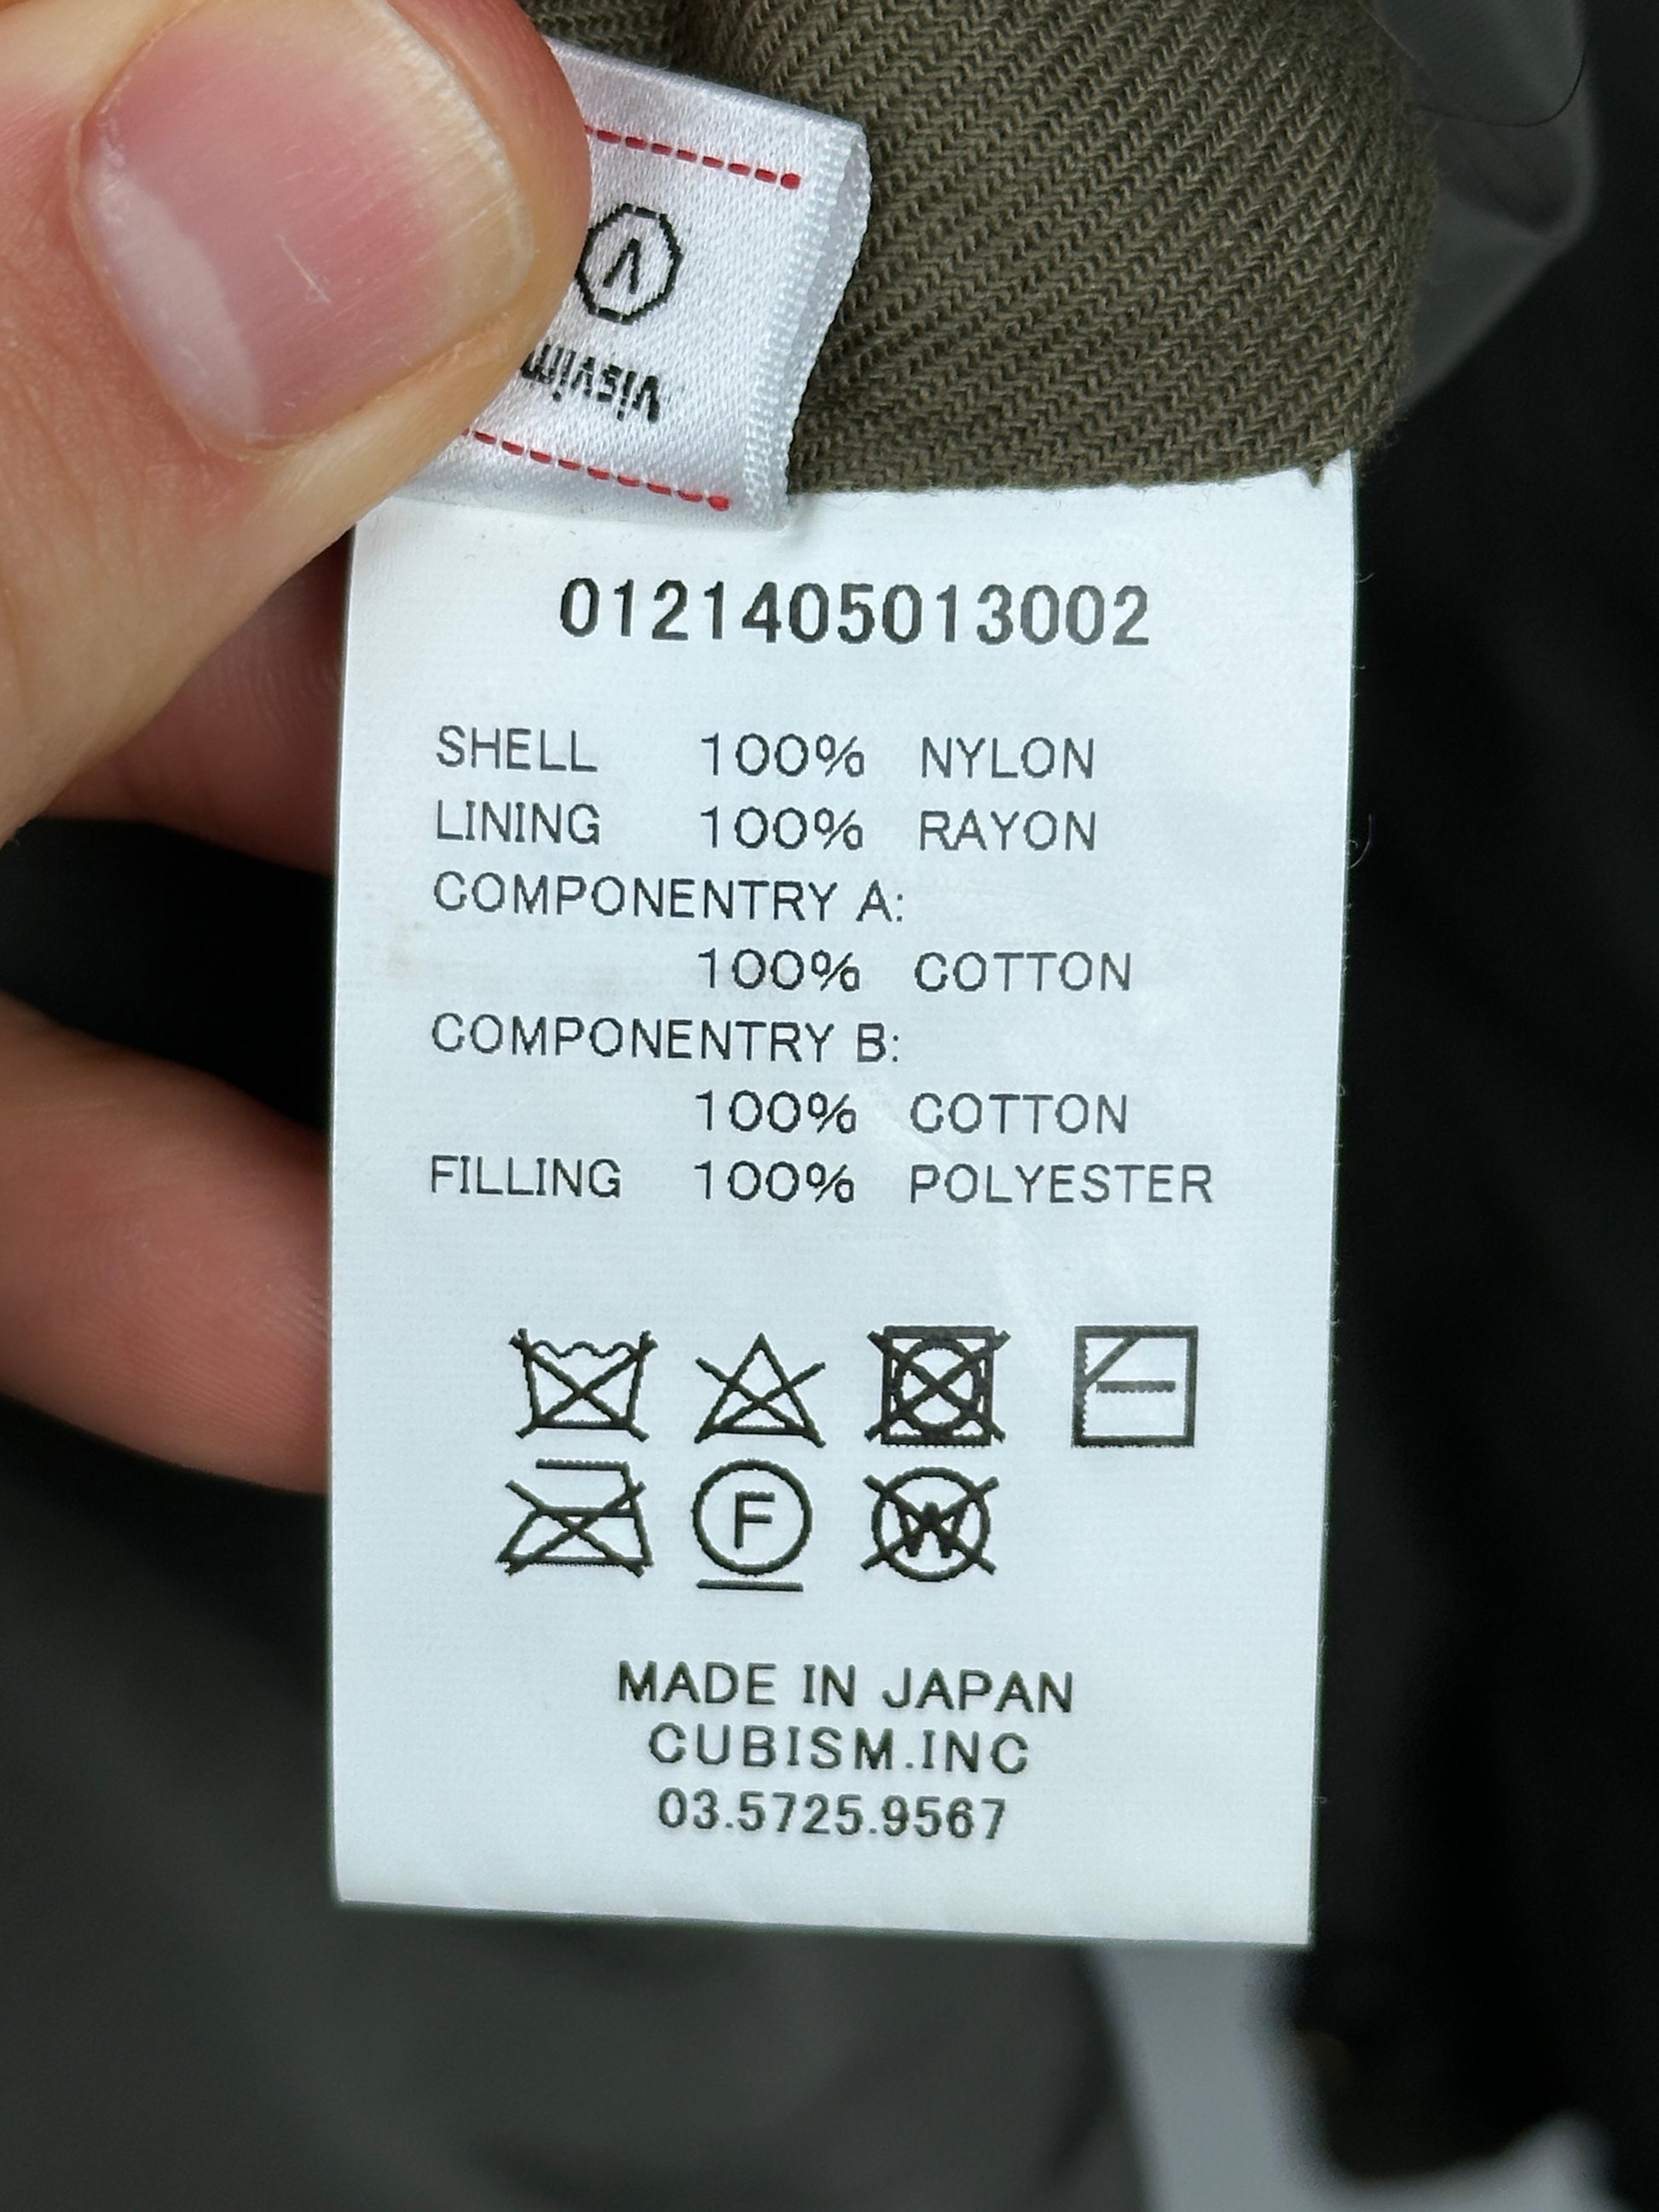 V
visvim
0121405013002
SHELL 100% NYLON
LINING 100% RAYON
COMPONENTRY A:
100% COTTON
COMPONENTRY B:
100% COTTON
FILLING 100% POLYESTER
F W
MADE IN JAPAN
CUBISM.INC
03.5725.9567